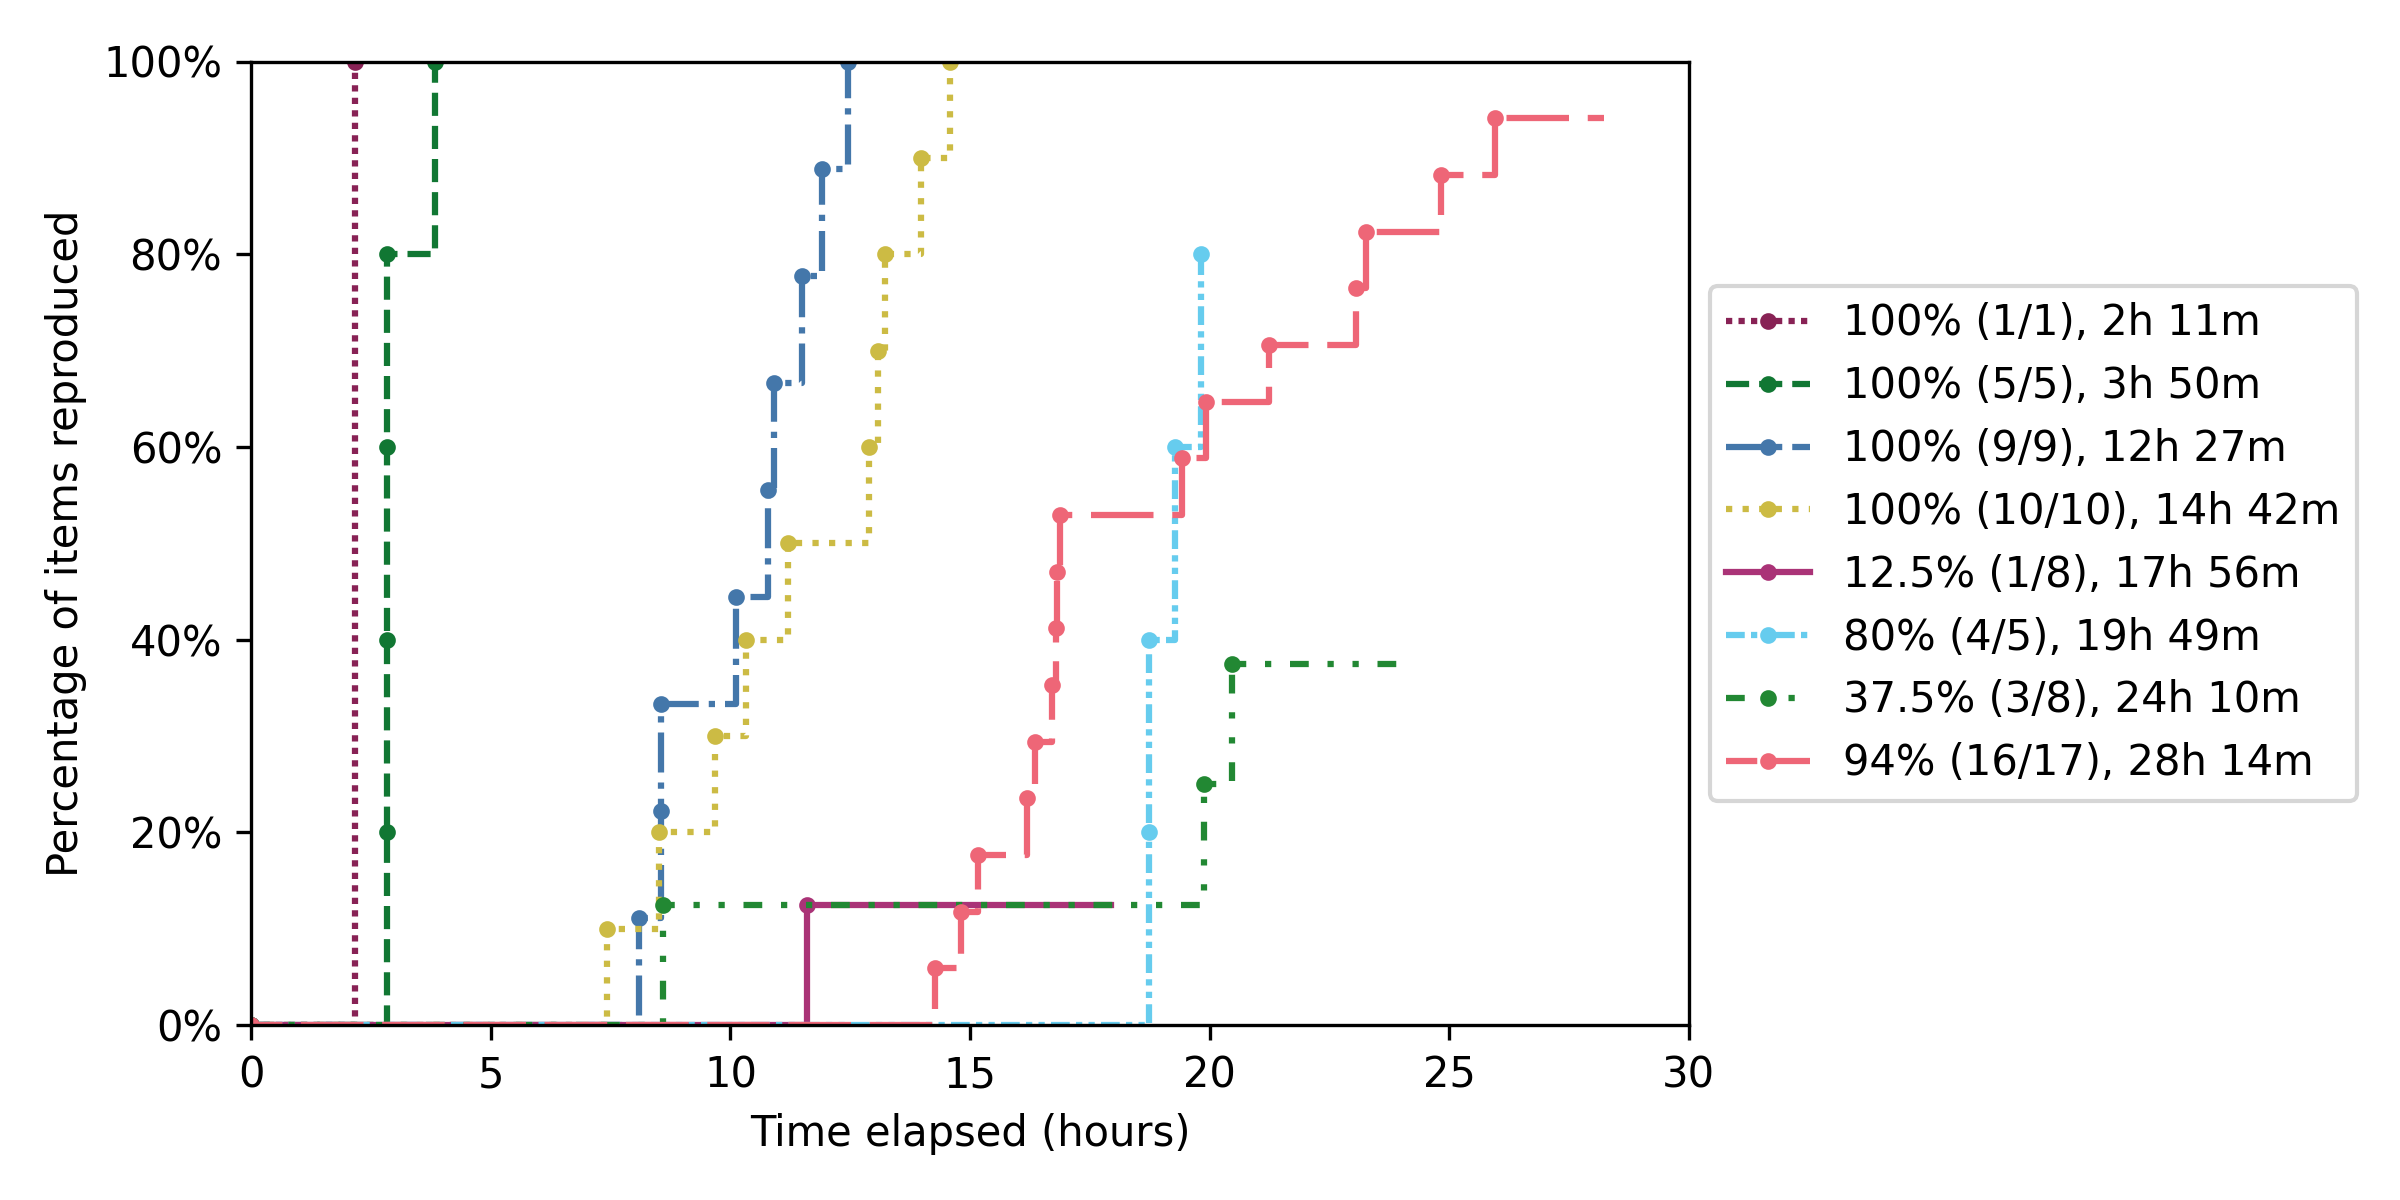 100%
80%
60%
40%
20%
0%
Percentage of items reproduced
0 5 10 15 20 25 30
Time elapsed (hours)
100% (1/1), 2h 11m
100% (5/5), 3h 50m
100% (9/9), 12h 27m
100% (10/10), 14h 42m
12.5% (1/8), 17h 56m
80% (4/5), 19h 49m
37.5% (3/8), 24h 10m
94% (16/17), 28h 14m